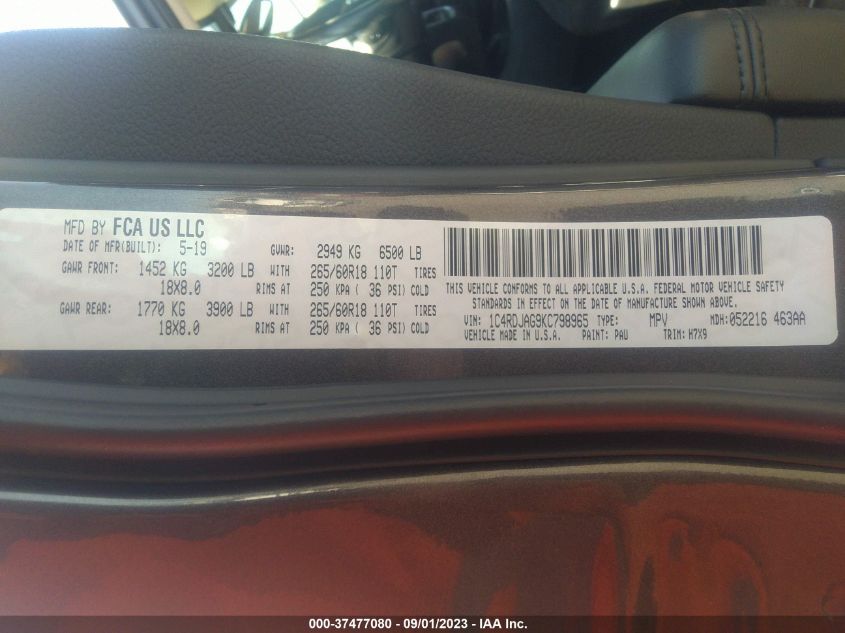 MFD BY FCA US LLC
DATE OF MFR(BUILT): 5-19 GVWR: 2949 KG 6500 LB
GAWR FRONT: 1452 KG 3200 LB WITH 265/60R18 110T TIRES
18X8.0 RIMS AT 250 KPA ( 36 PSI) COLD
GAWR REAR: 1770 KG 3900 LB WITH 265/60R18 110T TIRES
18X8.0 RIMS AT 250 KPA ( 36 PSI) COLD
THIS VEHICLE CONFORMS TO ALL APPLICABLE U.S.A. FEDERAL MOTOR VEHICLE SAFETY
STANDARDS IN EFFECT ON THE DATE OF MANUFACTURE SHOWN ABOVE.
VIN: 1C4RDJAG9KC798965 TYPE: MPV MDH:052216 463AA
VEHICLE MADE IN U.S.A. PAINT: PAU TRIM: H7X9
000-37477080 - 09/01/2023 - IAA Inc.